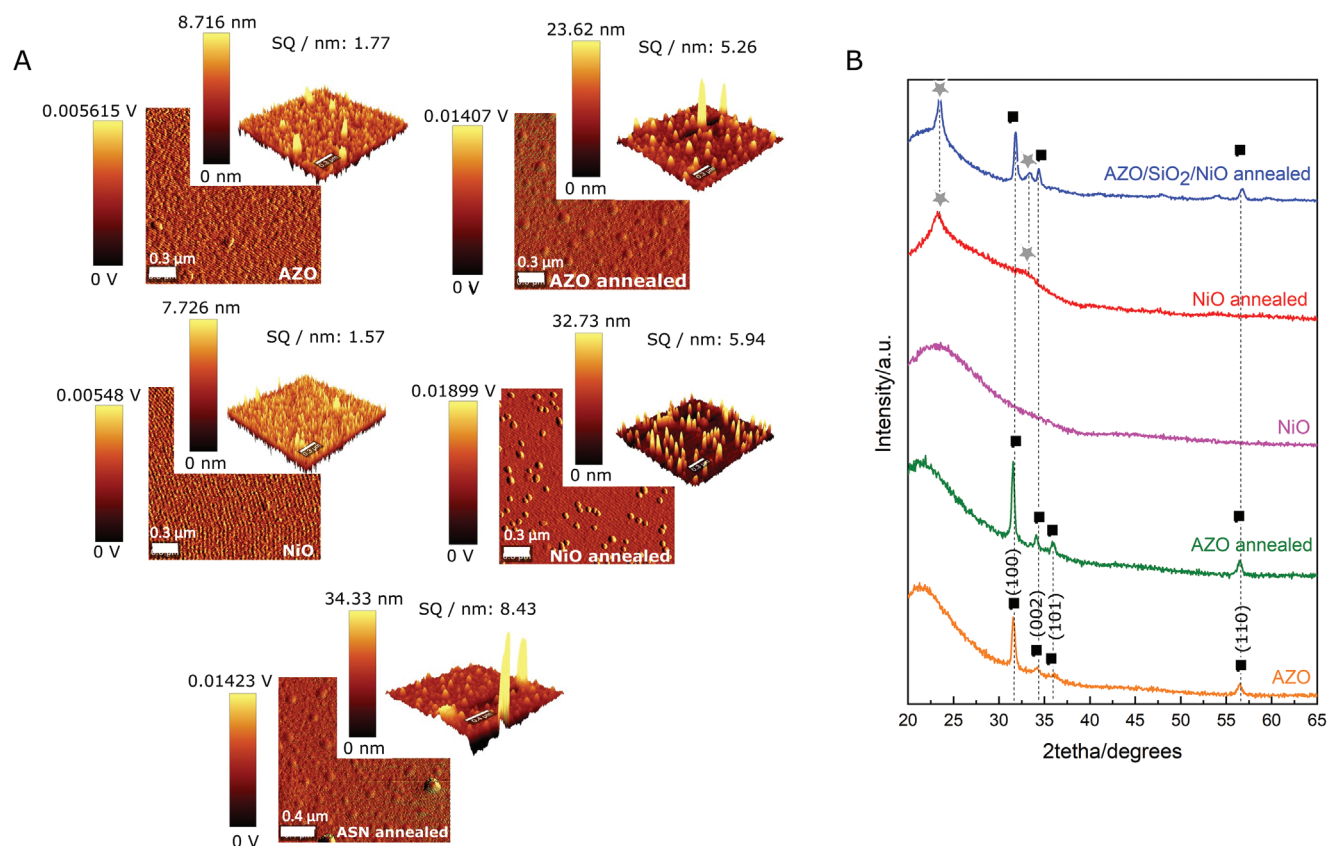 A
8.716 nm
SQ / nm: 1.77
0.005615 V
0 nm
0 V
0.3 µm
AZO
23.62 nm
SQ / nm: 5.26
0.01407 V
0 nm
0 V
0.3 µm
AZO annealed
7.726 nm
SQ / nm: 1.57
0.00548 V
0 nm
0 V
0.3 µm
NiO
32.73 nm
SQ / nm: 5.94
0.01899 V
0 nm
0 V
0.3 µm
NiO annealed
34.33 nm
SQ / nm: 8.43
0.01423 V
0.4 µm
0 nm
0 V
0.4 µm
ASN annealed
B
Intensity/a.u.
AZO/SiO2/NiO annealed
NiO annealed
NiO
AZO annealed
(100)
(002)
(101)
(110)
AZO
20 25 30 35 40 45 50 55 60 65
2tetha/degrees